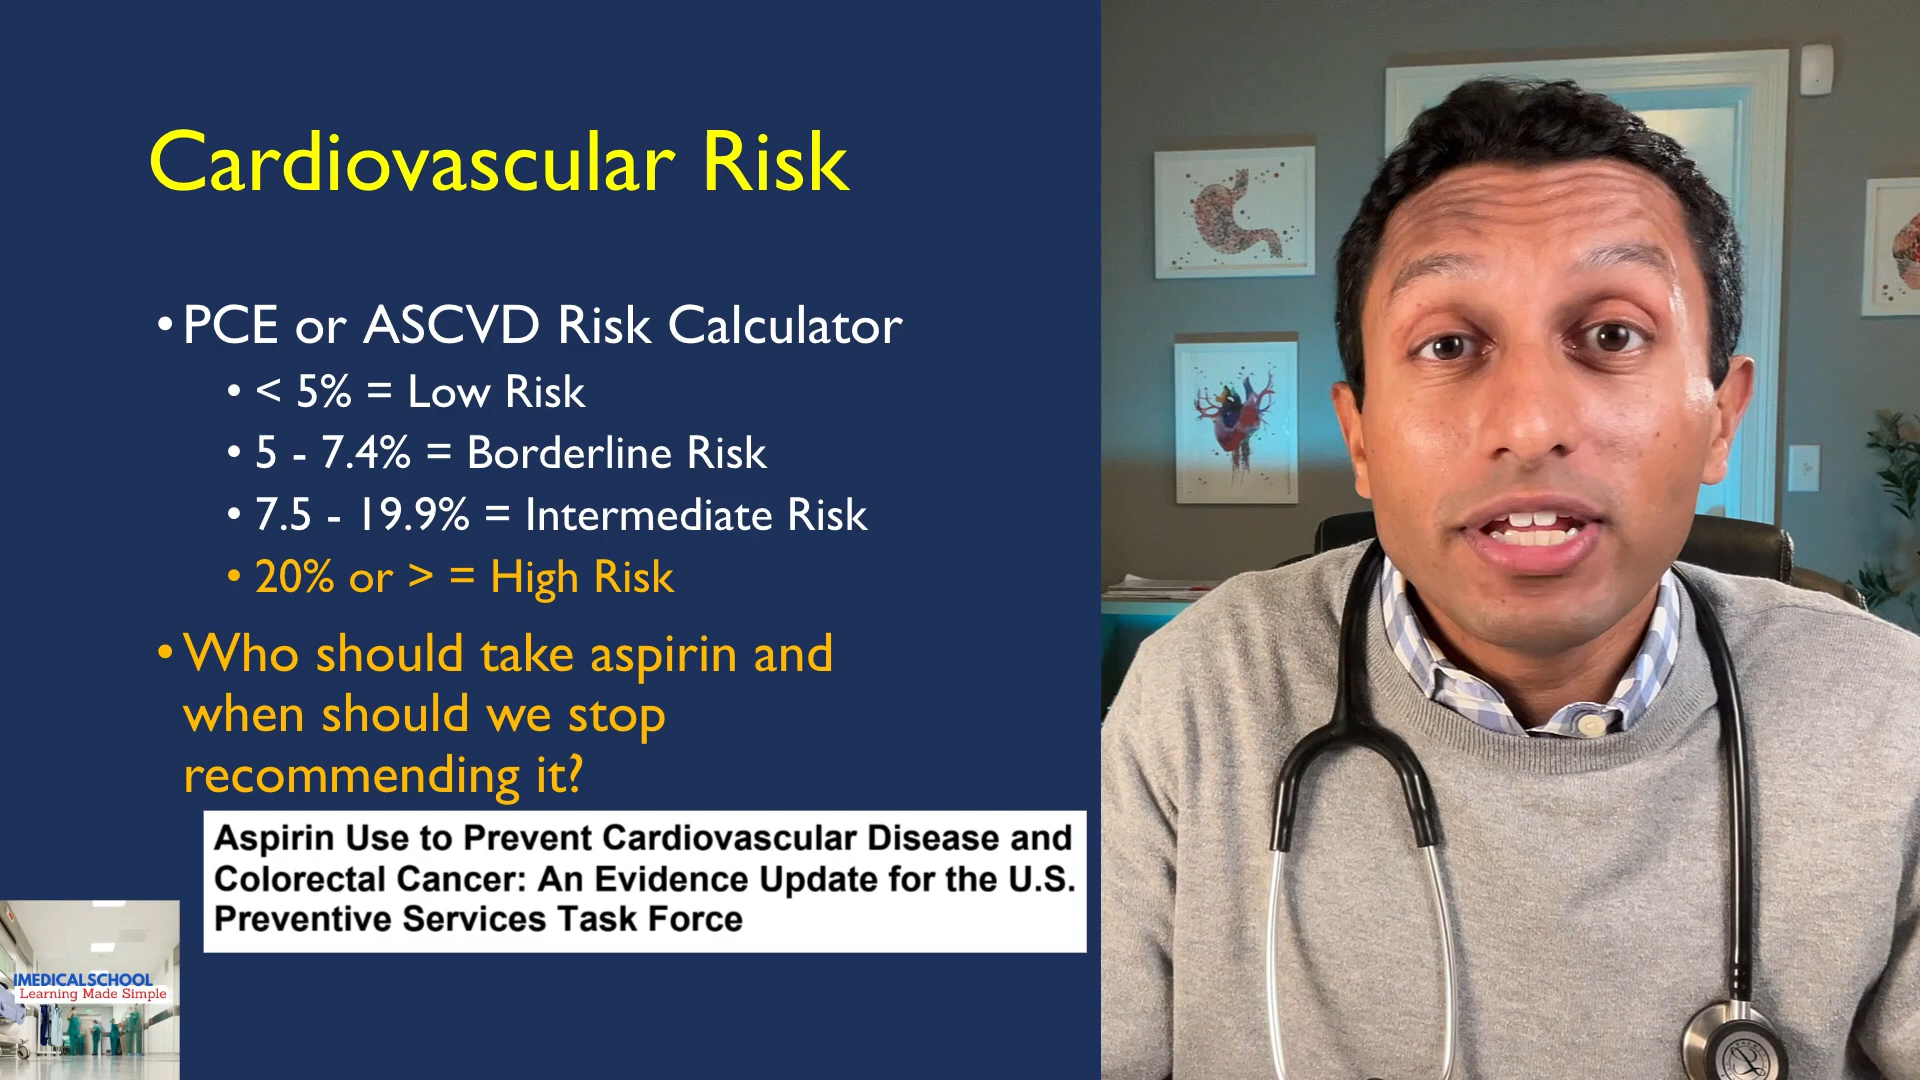 Cardiovascular Risk
• PCE or ASCVD Risk Calculator
• < 5% = Low Risk
• 5 - 7.4% = Borderline Risk
• 7.5 - 19.9% = Intermediate Risk
• 20% or > = High Risk
• Who should take aspirin and
when should we stop
recommending it?
Aspirin Use to Prevent Cardiovascular Disease and
Colorectal Cancer: An Evidence Update for the U.S.
Preventive Services Task Force
IMEDICALSCHOOL
Learning Made Simple